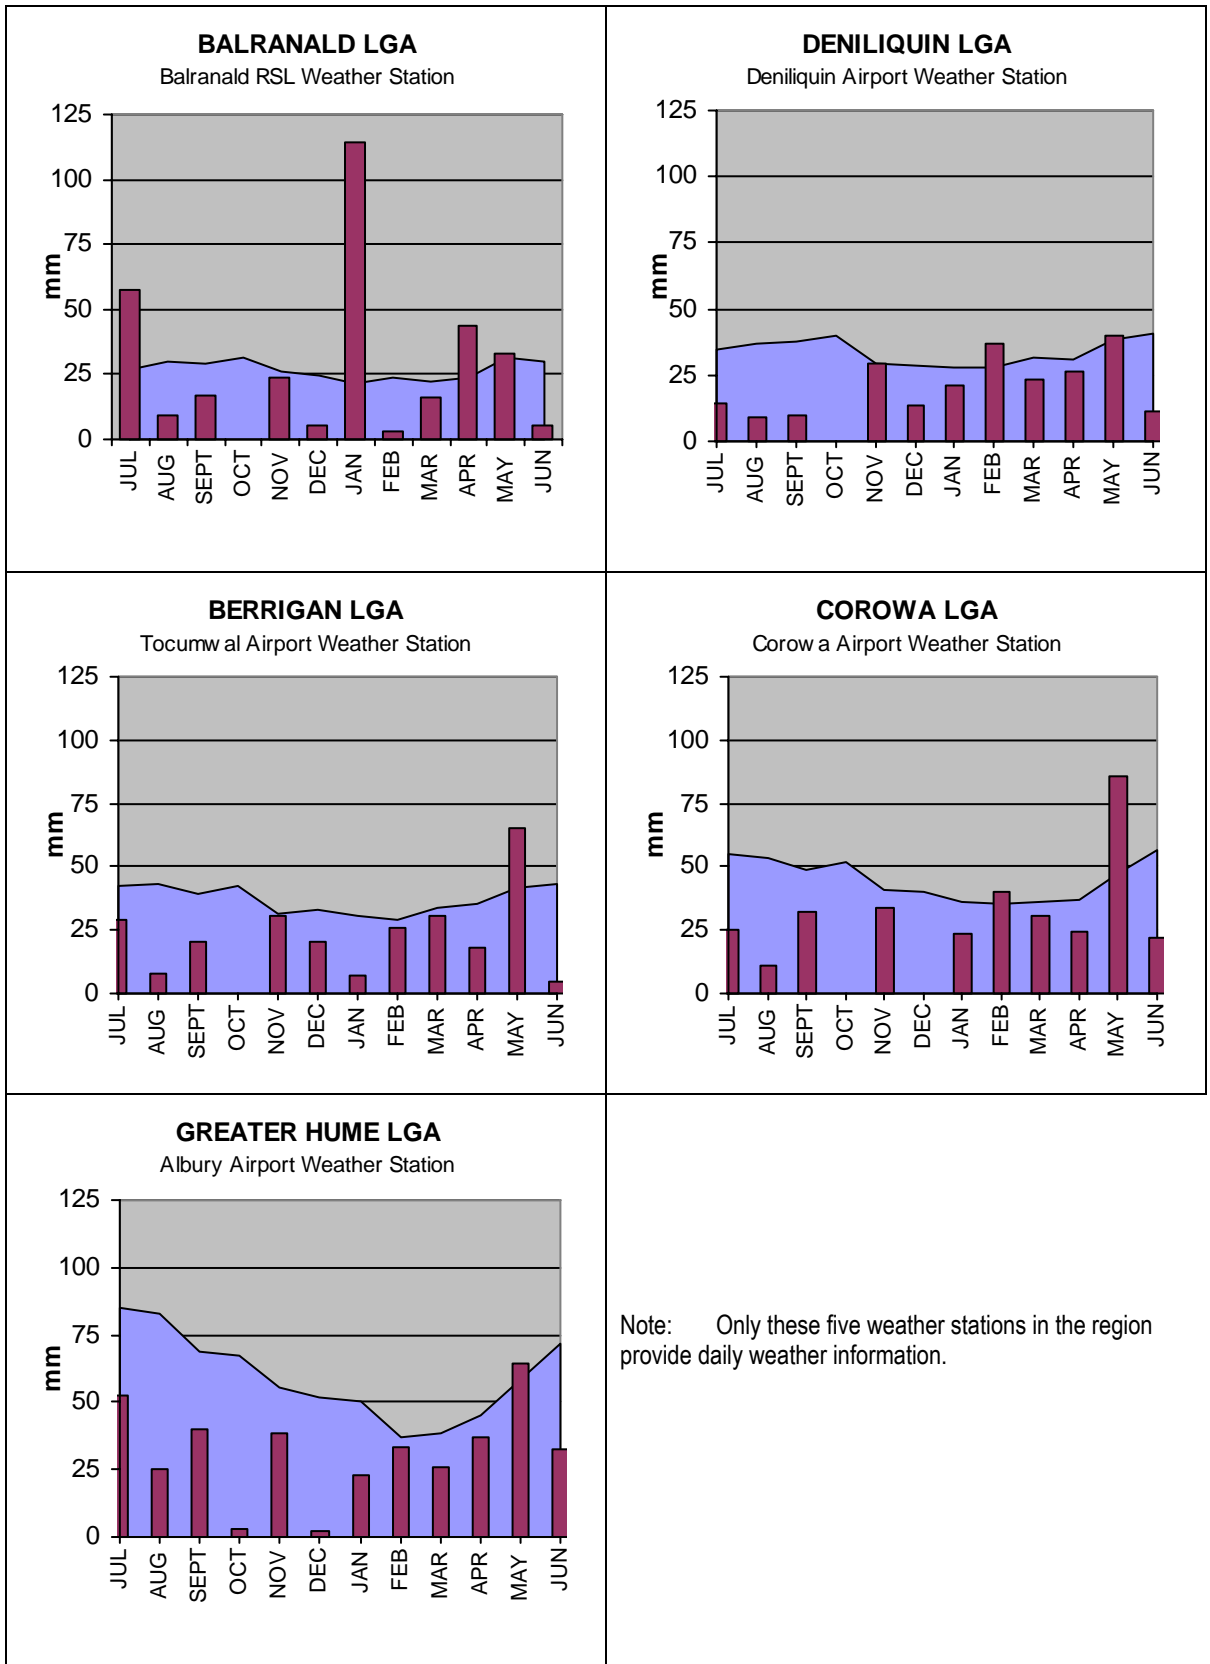 BALRANALD LGA
Balranald RSL Weather Station
125
100
75
50
25
0
mm
JUL
AUG
SEPT
OCT
NOV
DEC
JAN
FEB
MAR
APR
MAY
JUN
DENILIQUIN LGA
Deniliquin Airport Weather Station
125
100
75
50
25
0
mm
JUL
AUG
SEPT
OCT
NOV
DEC
JAN
FEB
MAR
APR
MAY
JUN
BERRIGAN LGA
Tocumwal Airport Weather Station
125
100
75
50
25
0
mm
JUL
AUG
SEPT
OCT
NOV
DEC
JAN
FEB
MAR
APR
MAY
JUN
COROWA LGA
Corowa Airport Weather Station
125
100
75
50
25
0
mm
JUL
AUG
SEPT
OCT
NOV
DEC
JAN
FEB
MAR
APR
MAY
JUN
GREATER HUME LGA
Albury Airport Weather Station
125
100
75
50
25
0
mm
JUL
AUG
SEPT
OCT
NOV
DEC
JAN
FEB
MAR
APR
MAY
JUN
Note: Only these five weather stations in the region
provide daily weather information.